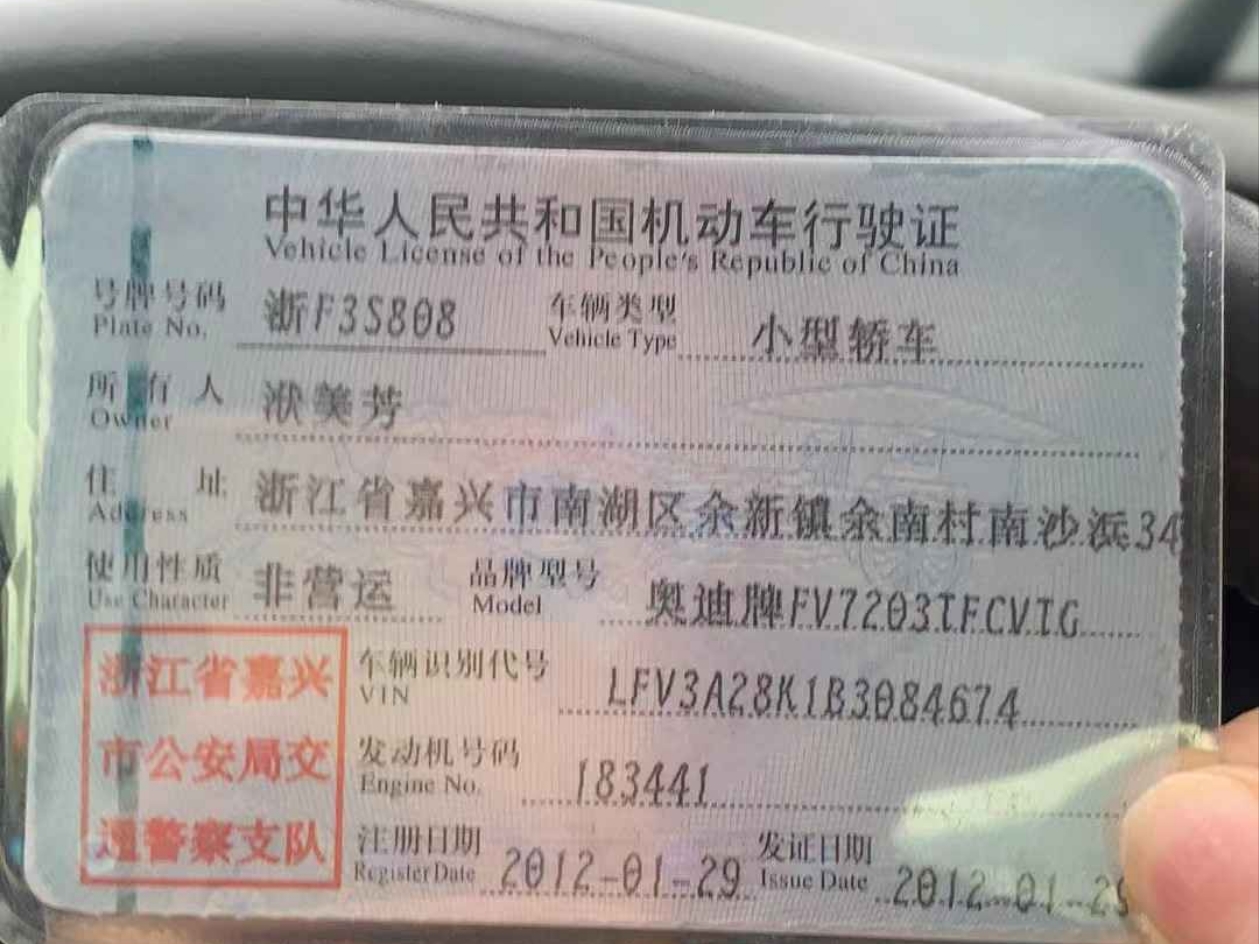 中华人民共和国机动车行驶证
Vehicle License of the People's Republic of China
号牌号码 浙F3S808 车辆类型 小型轿车
Plate No. Vehicle Type
所有人 洑美芳
Owner
住址 浙江省嘉兴市南湖区余新镇余南村南沙浜34
Address
使用性质 非营运 品牌型号 奥迪牌FV7203TFCVTG
Use Character Model
浙江省嘉兴
市公安局交
通警察支队
车辆识别代号 LFV3A28K1B3084674
VIN
发动机号码 183441
Engine No.
注册日期 2012-01-29 发证日期 2012-01-29
Register Date Issue Date